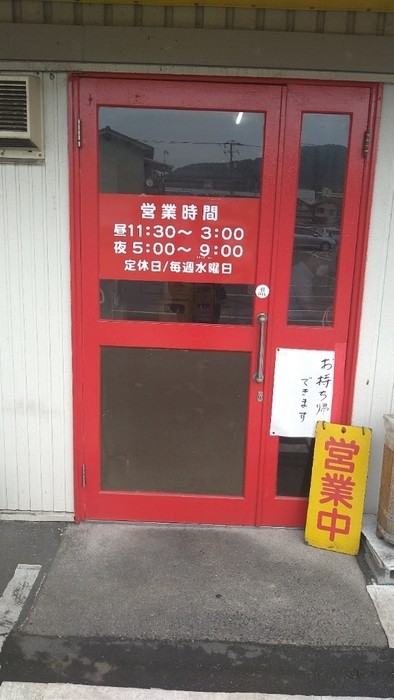 営業時間
昼11:30～ 3:00
夜 5:00～ 9:00
定休日/毎週水曜日
お持ち帰
できます
営業中